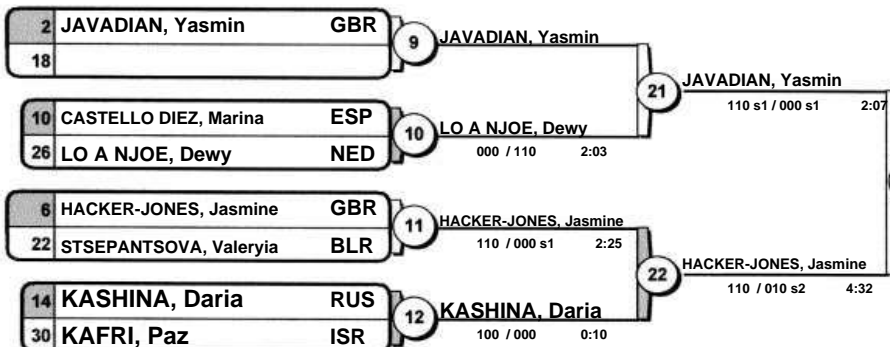 2 JAVADIAN, Yasmin GBR
18
9
JAVADIAN, Yasmin
10 CASTELLO DIEZ, Marina ESP
26 LO A NJOE, Dewy NED
10
LO A NJOE, Dewy
000 / 110 2:03
21
JAVADIAN, Yasmin
110 s1 / 000 s1 2:07
6 HACKER-JONES, Jasmine GBR
22 STSEPANTSOVA, Valeryia BLR
11
HACKER-JONES, Jasmine
110 / 000 s1 2:25
14 KASHINA, Daria RUS
30 KAFRI, Paz ISR
12
KASHINA, Daria
100 / 000 0:10
22
HACKER-JONES, Jasmine
110 / 010 s2 4:32